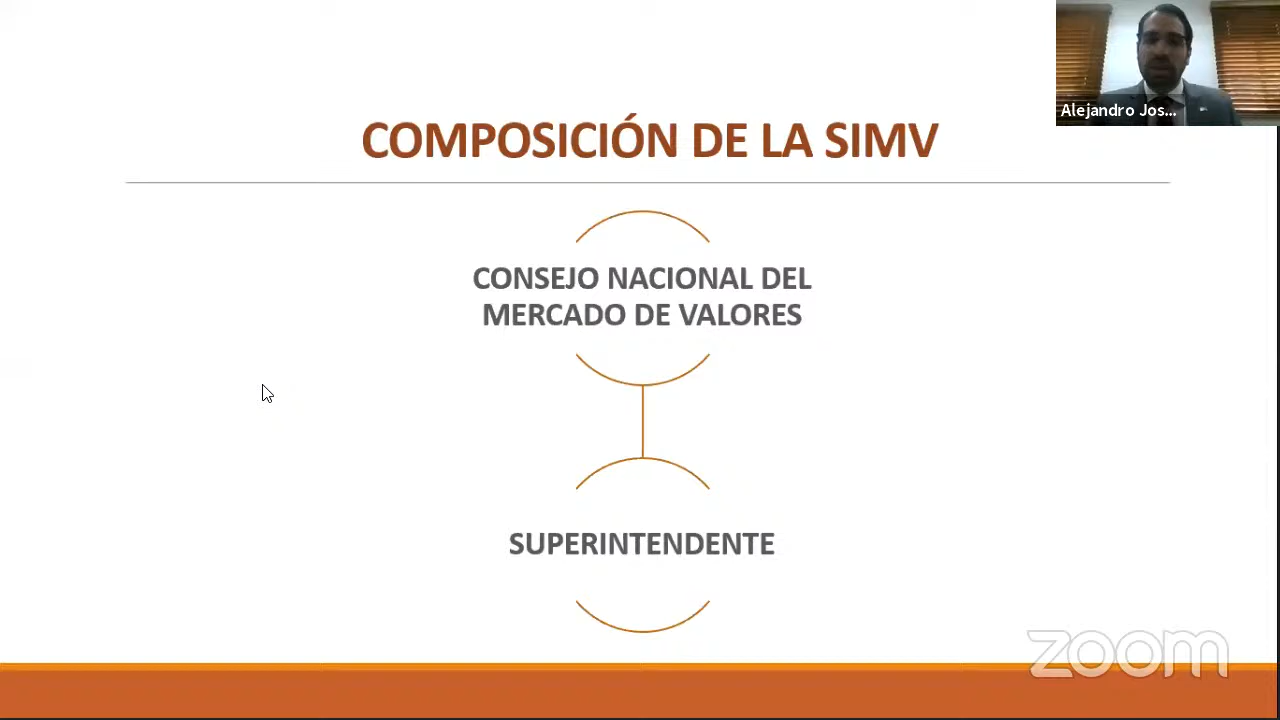 Alejandro Jos...
COMPOSICIÓN DE LA SIMV
CONSEJO NACIONAL DEL
MERCADO DE VALORES
SUPERINTENDENTE
zoom